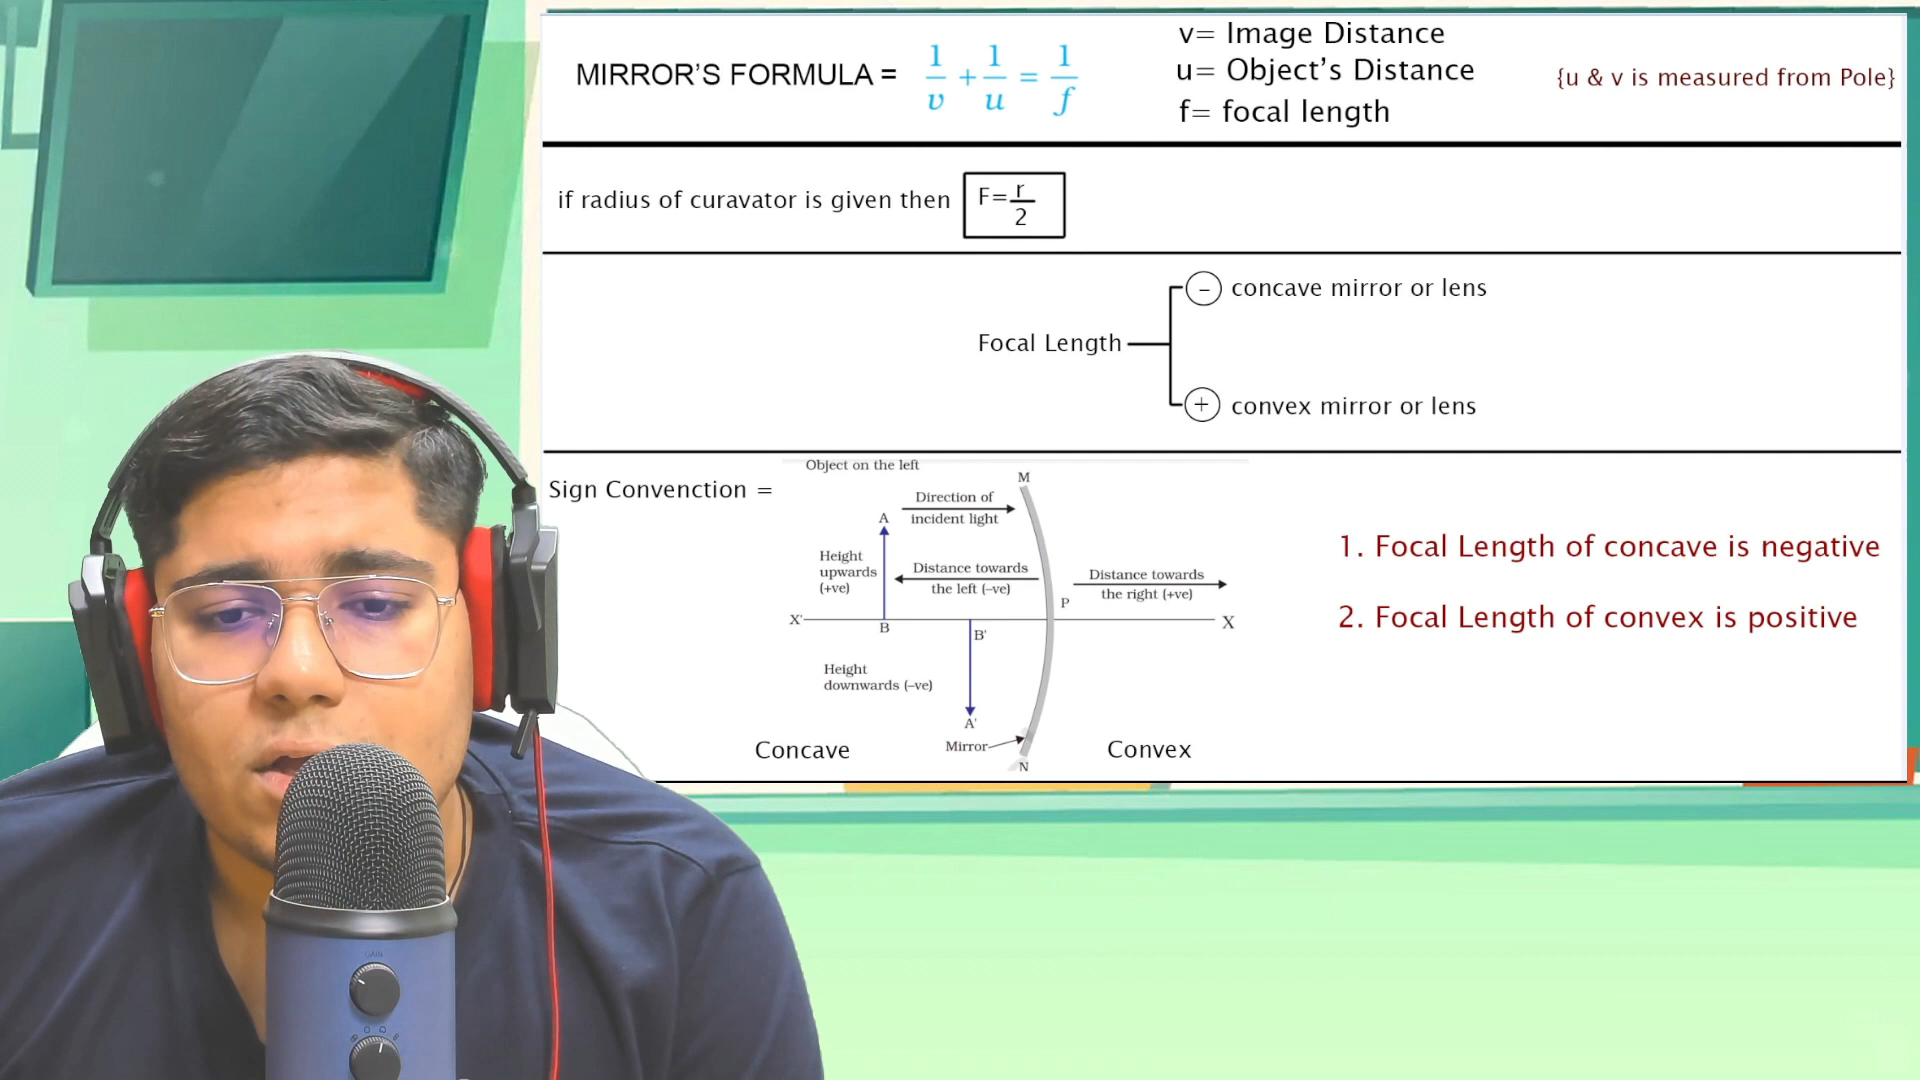 MIRROR'S FORMULA = 1/v + 1/u = 1/f
v= Image Distance
u= Object's Distance
f= focal length
{u & v is measured from Pole}
if radius of curavator is given then F= r/2
Focal Length
− concave mirror or lens
+ convex mirror or lens
Sign Convenction =
Object on the left
M
Direction of
incident light
A
Height
upwards
(+ve)
Distance towards
the left (–ve)
Distance towards
the right (+ve)
P
X'
B
B'
X
Height
downwards (–ve)
A'
Mirror
N
Concave
Convex
1. Focal Length of concave is negative
2. Focal Length of convex is positive
GAIN